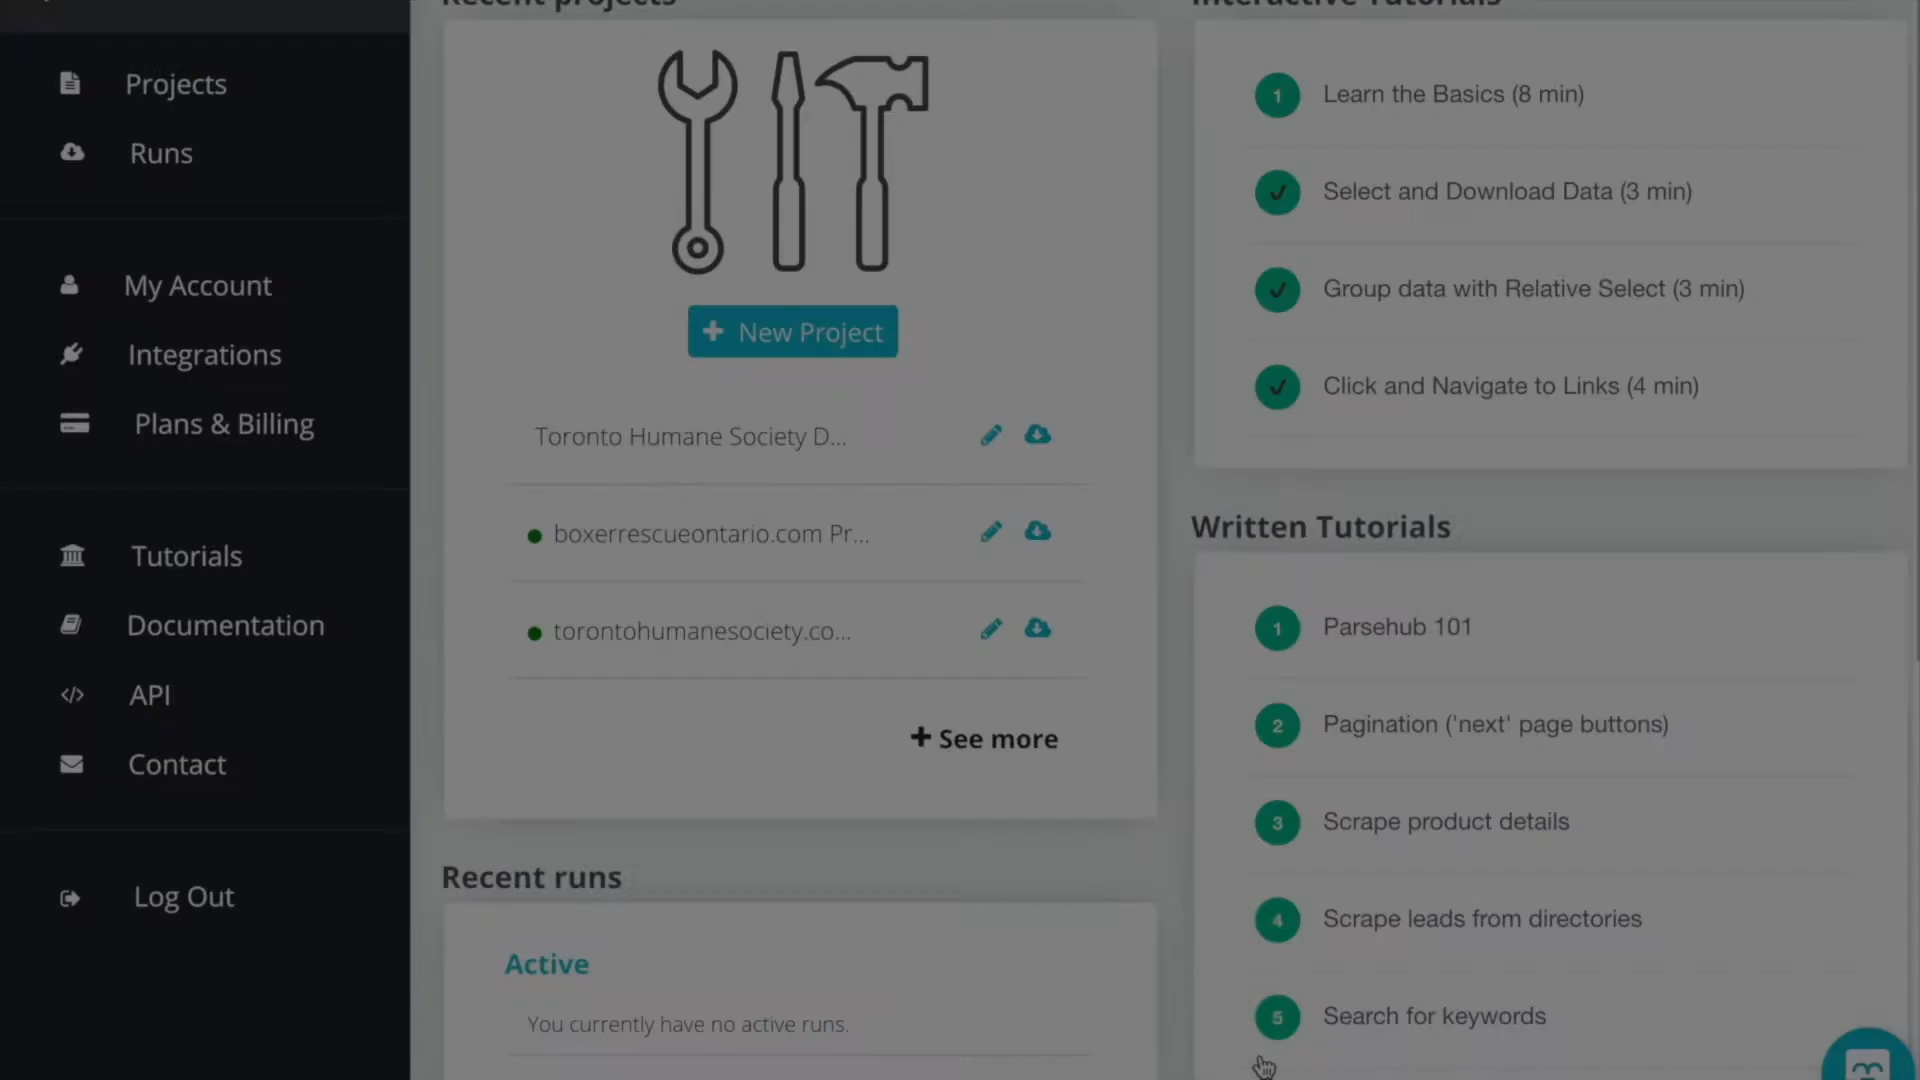 Projects
Runs
My Account
Integrations
Plans & Billing
Tutorials
Documentation
API
Contact
Log Out
Recent projects
New Project
Toronto Humane Society D...
boxerrescueontario.com Pr...
torontohumanesociety.co...
See more
Recent runs
Active
You currently have no active runs.
Interactive Tutorials
1 Learn the Basics (8 min)
Select and Download Data (3 min)
Group data with Relative Select (3 min)
Click and Navigate to Links (4 min)
Written Tutorials
1 Parsehub 101
2 Pagination ('next' page buttons)
3 Scrape product details
4 Scrape leads from directories
5 Search for keywords